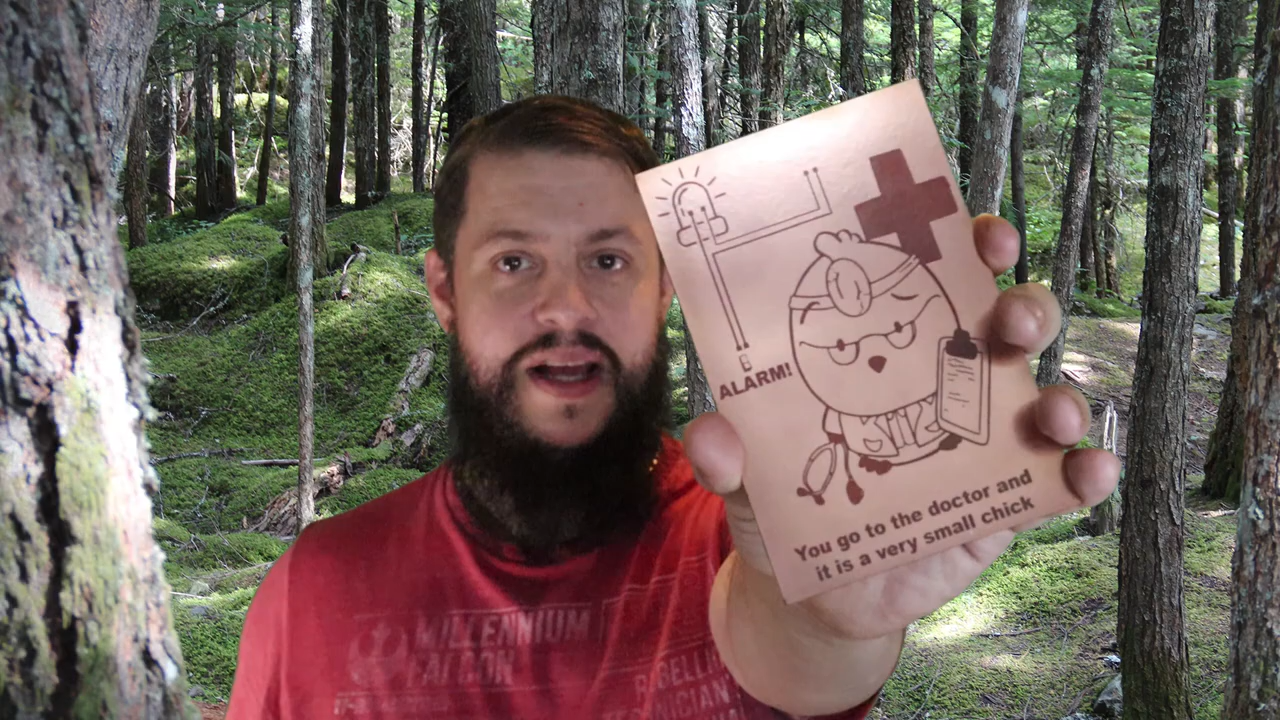 ALARM!
You go to the doctor and
it is a very small chick
MILLENNIUM
FALCON